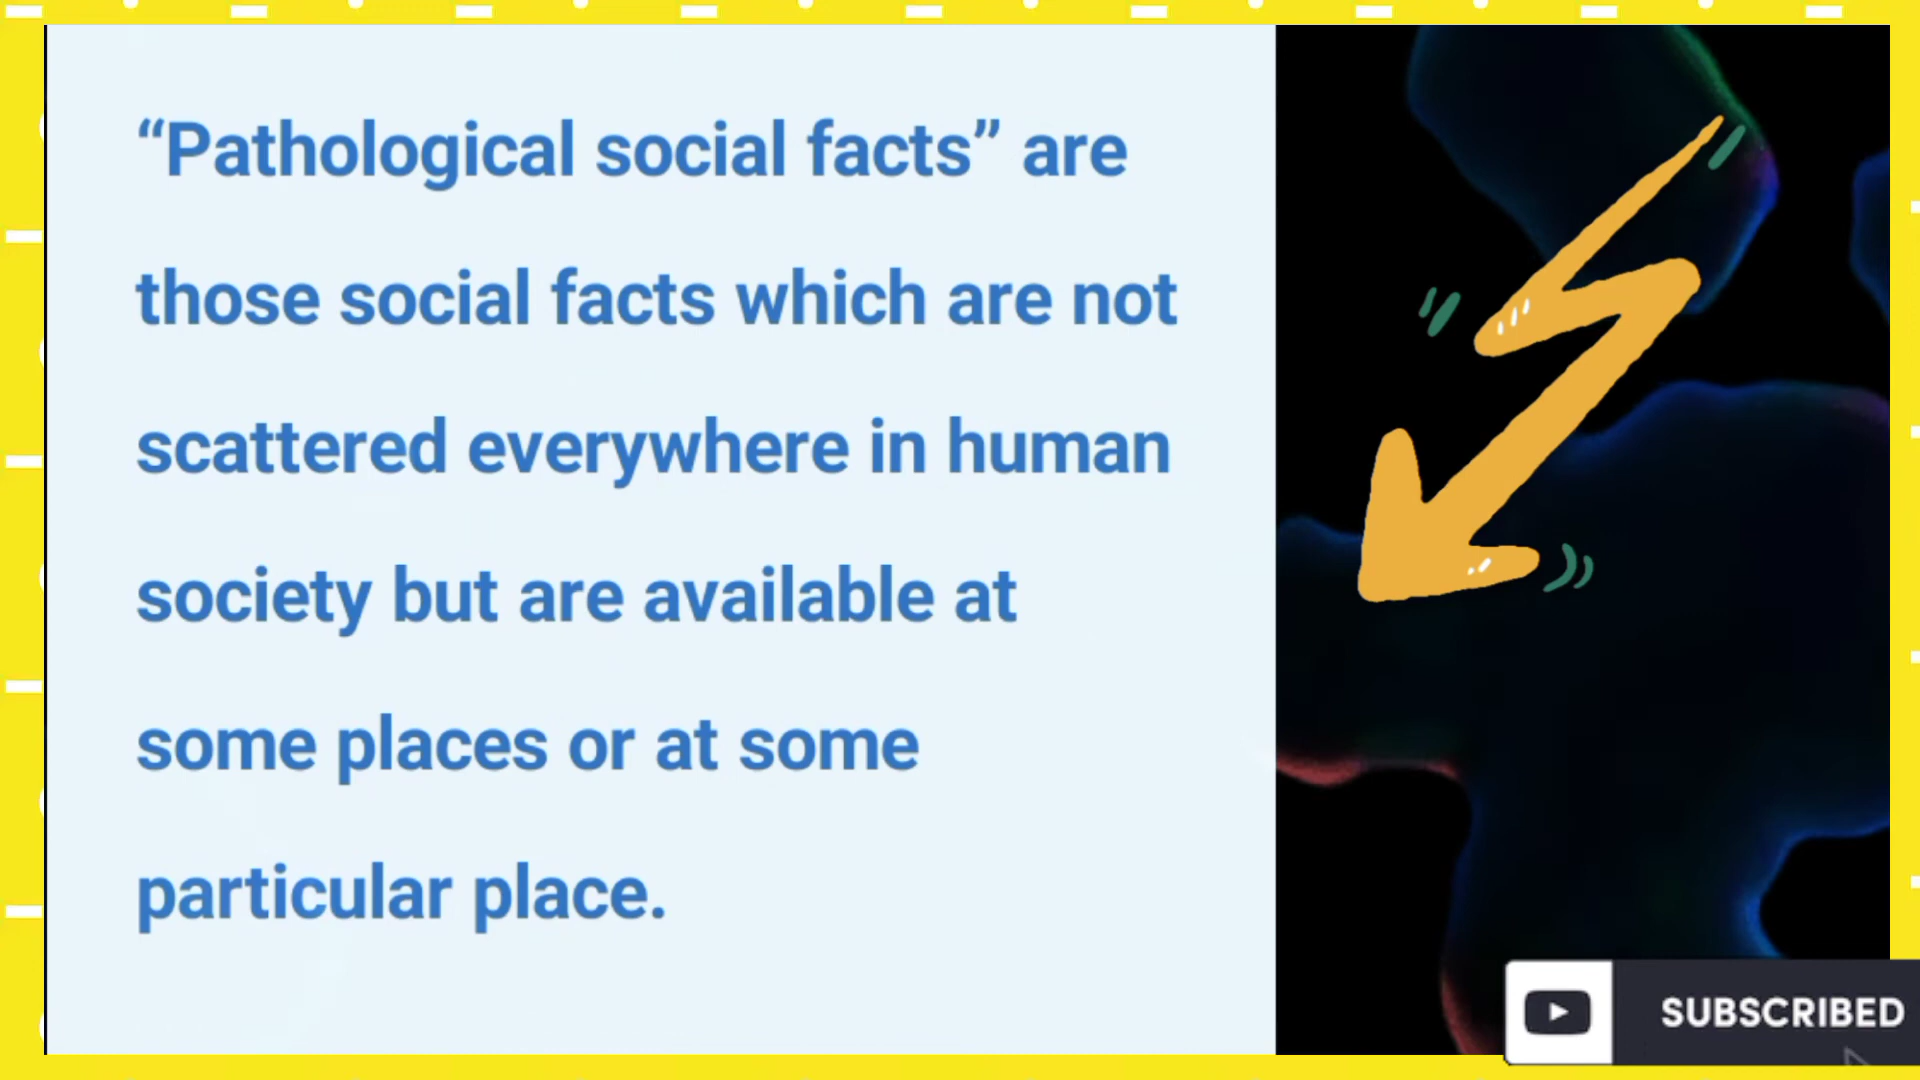 “Pathological social facts” are
those social facts which are not
scattered everywhere in human
society but are available at
some places or at some
particular place.
SUBSCRIBED